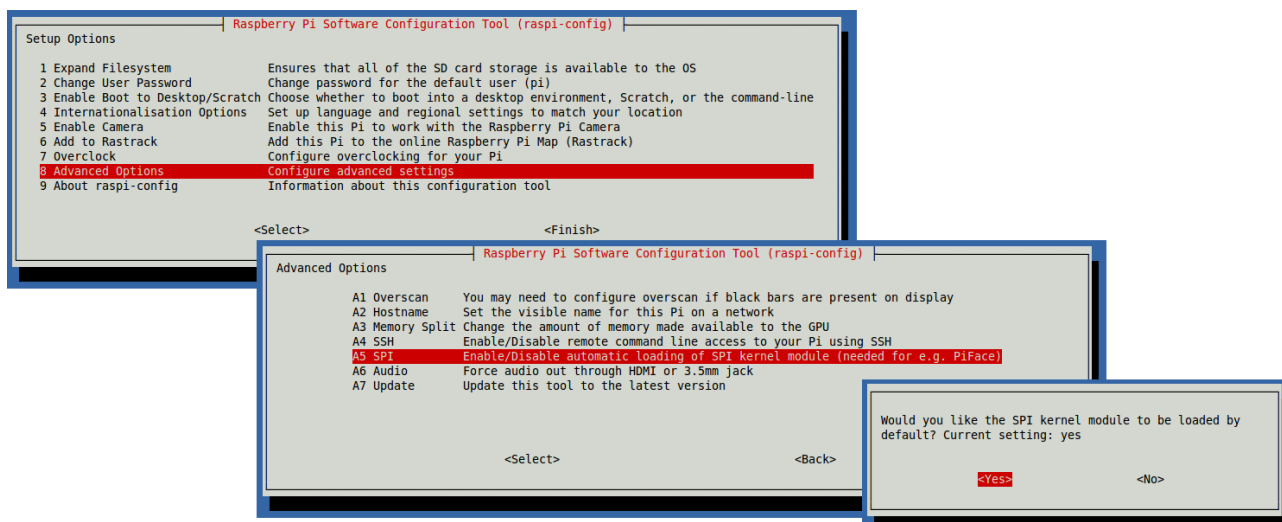 Raspberry Pi Software Configuration Tool (raspi-config)
Setup Options
1 Expand Filesystem Ensures that all of the SD card storage is available to the OS
2 Change User Password Change password for the default user (pi)
3 Enable Boot to Desktop/Scratch Choose whether to boot into a desktop environment, Scratch, or the command-line
4 Internationalisation Options Set up language and regional settings to match your location
5 Enable Camera Enable this Pi to work with the Raspberry Pi Camera
6 Add to Rastrack Add this Pi to the online Raspberry Pi Map (Rastrack)
7 Overclock Configure overclocking for your Pi
8 Advanced Options Configure advanced settings
9 About raspi-config Information about this configuration tool
<Select> <Finish>
Raspberry Pi Software Configuration Tool (raspi-config)
Advanced Options
A1 Overscan You may need to configure overscan if black bars are present on display
A2 Hostname Set the visible name for this Pi on a network
A3 Memory Split Change the amount of memory made available to the GPU
A4 SSH Enable/Disable remote command line access to your Pi using SSH
A5 SPI Enable/Disable automatic loading of SPI kernel module (needed for e.g. PiFace)
A6 Audio Force audio out through HDMI or 3.5mm jack
A7 Update Update this tool to the latest version
<Select> <Back>
Would you like the SPI kernel module to be loaded by
default? Current setting: yes
<Yes> <No>